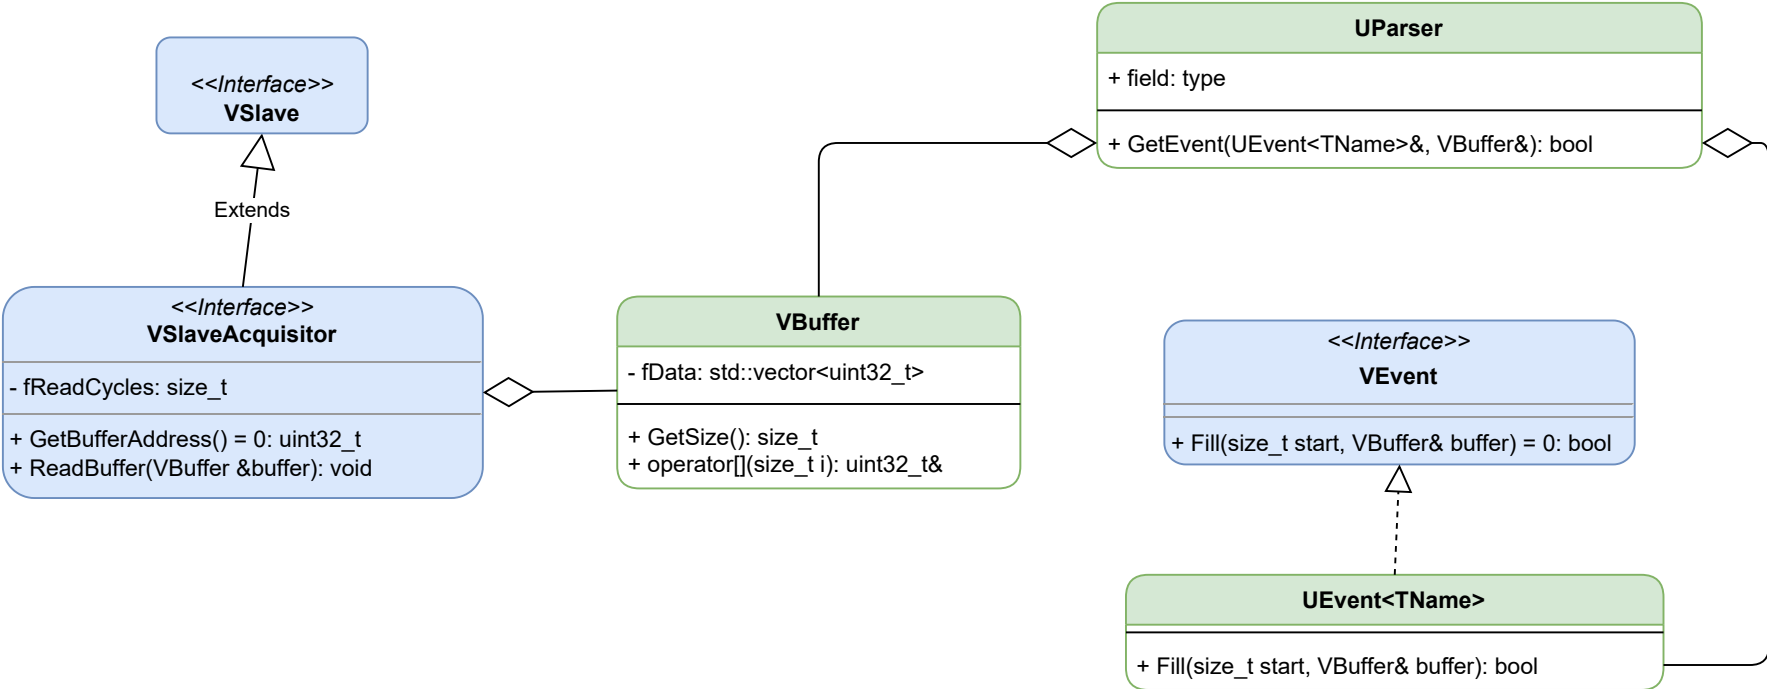 <<Interface>>
VSlave
Extends
<<Interface>>
VSlaveAcquisitor
- fReadCycles: size_t
+ GetBufferAddress() = 0: uint32_t
+ ReadBuffer(VBuffer &buffer): void
VBuffer
- fData: std::vector<uint32_t>
+ GetSize(): size_t
+ operator[](size_t i): uint32_t&
UParser
+ field: type
+ GetEvent(UEvent<TName>&, VBuffer&): bool
<<Interface>>
VEvent
+ Fill(size_t start, VBuffer& buffer) = 0: bool
UEvent<TName>
+ Fill(size_t start, VBuffer& buffer): bool